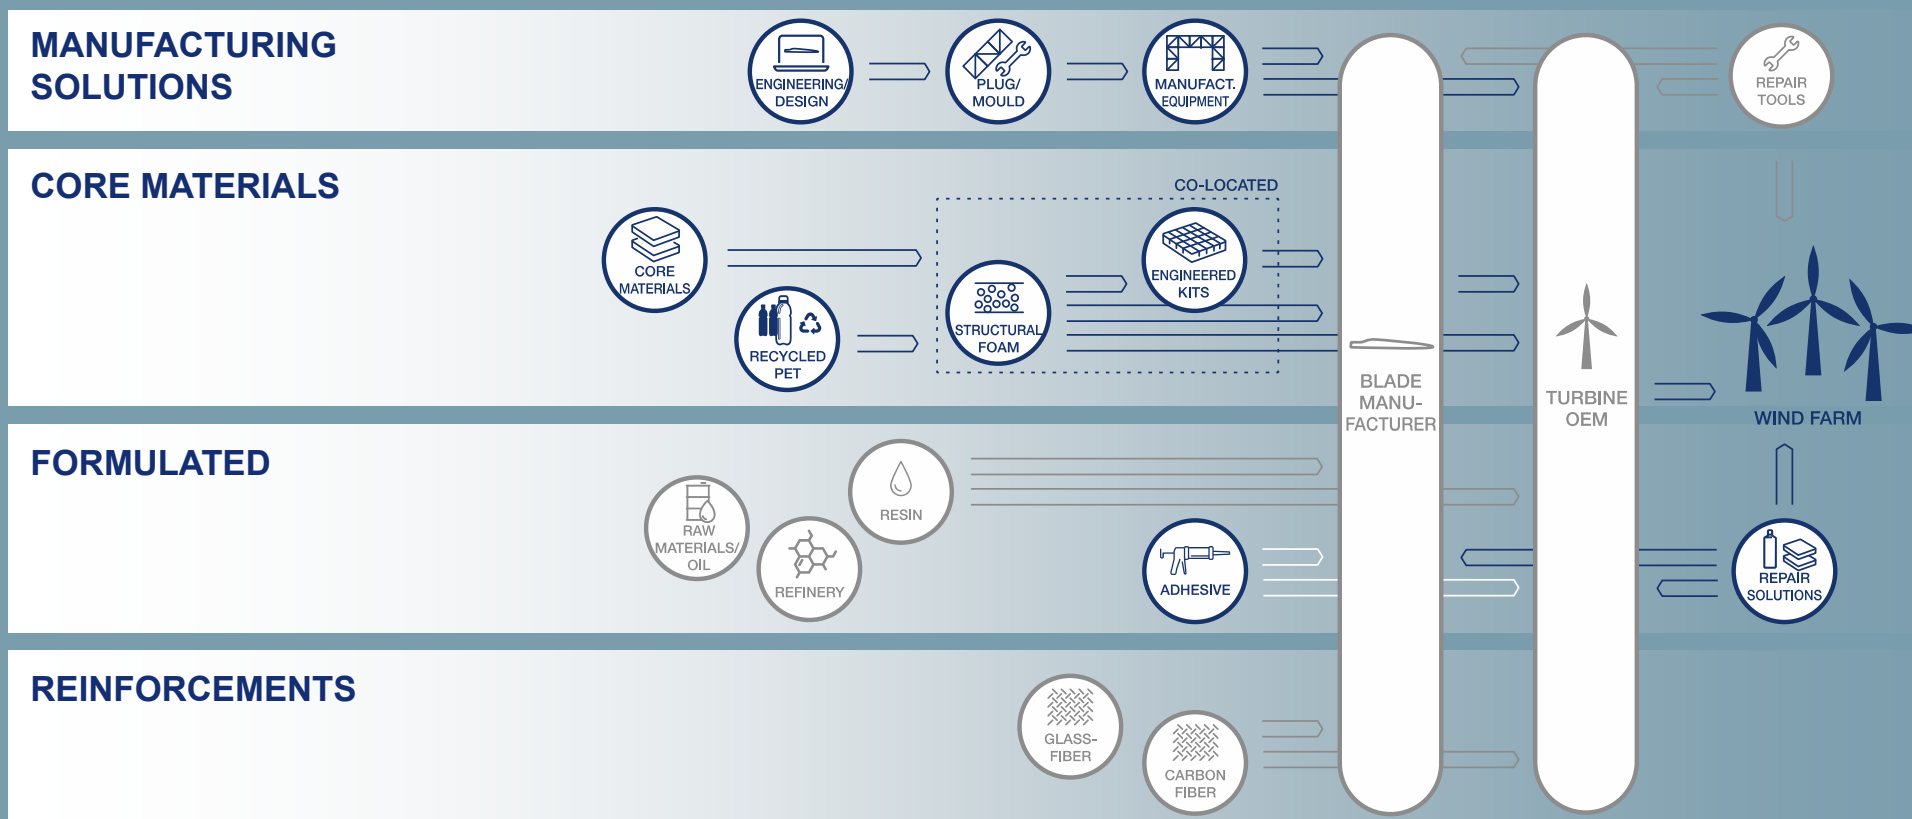 MANUFACTURING
SOLUTIONS
ENGINEERING/
DESIGN
PLUG/
MOULD
MANUFACT.
EQUIPMENT
REPAIR
TOOLS
CORE MATERIALS
CO-LOCATED
CORE
MATERIALS
RECYCLED
PET
STRUCTURAL
FOAM
ENGINEERED
KITS
BLADE
MANU-
FACTURER
TURBINE
OEM
WIND FARM
FORMULATED
RAW
MATERIALS/
OIL
REFINERY
RESIN
ADHESIVE
REPAIR
SOLUTIONS
REINFORCEMENTS
GLASS-
FIBER
CARBON
FIBER